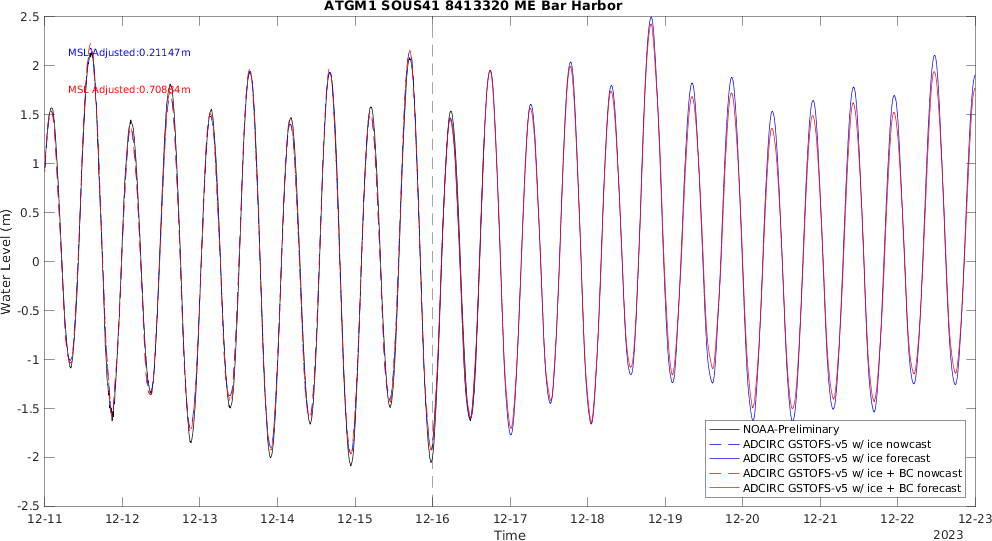 ATGM1 SOUS41 8413320 ME Bar Harbor
MSL Adjusted:0.21147m
MSL Adjusted:0.70864m
Water Level (m)
2.5
2
1.5
1
0.5
0
-0.5
-1
-1.5
-2
-2.5
NOAA-Preliminary
ADCIRC GSTOFS-v5 w/ ice nowcast
ADCIRC GSTOFS-v5 w/ ice forecast
ADCIRC GSTOFS-v5 w/ ice + BC nowcast
ADCIRC GSTOFS-v5 w/ ice + BC forecast
12-11 12-12 12-13 12-14 12-15 12-16 12-17 12-18 12-19 12-20 12-21 12-22 12-23
Time
2023